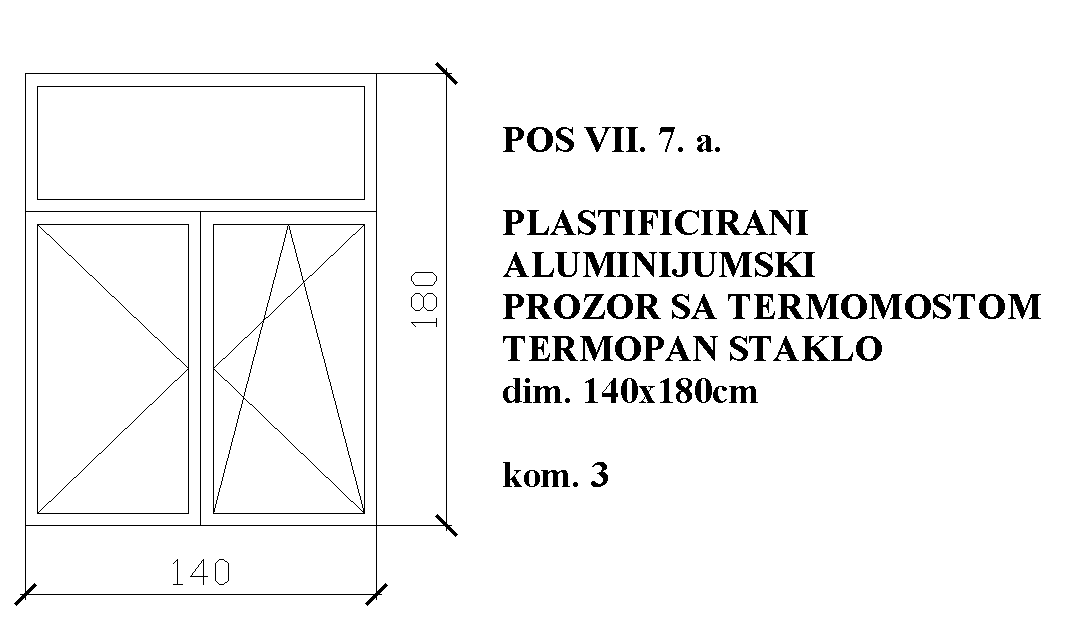 POS VII. 7. a.
PLASTIFICIRANI
ALUMINIJUMSKI
PROZOR SA TERMOMOSTOM
TERMOPAN STAKLO
dim. 140x180cm
kom. 3
180
140